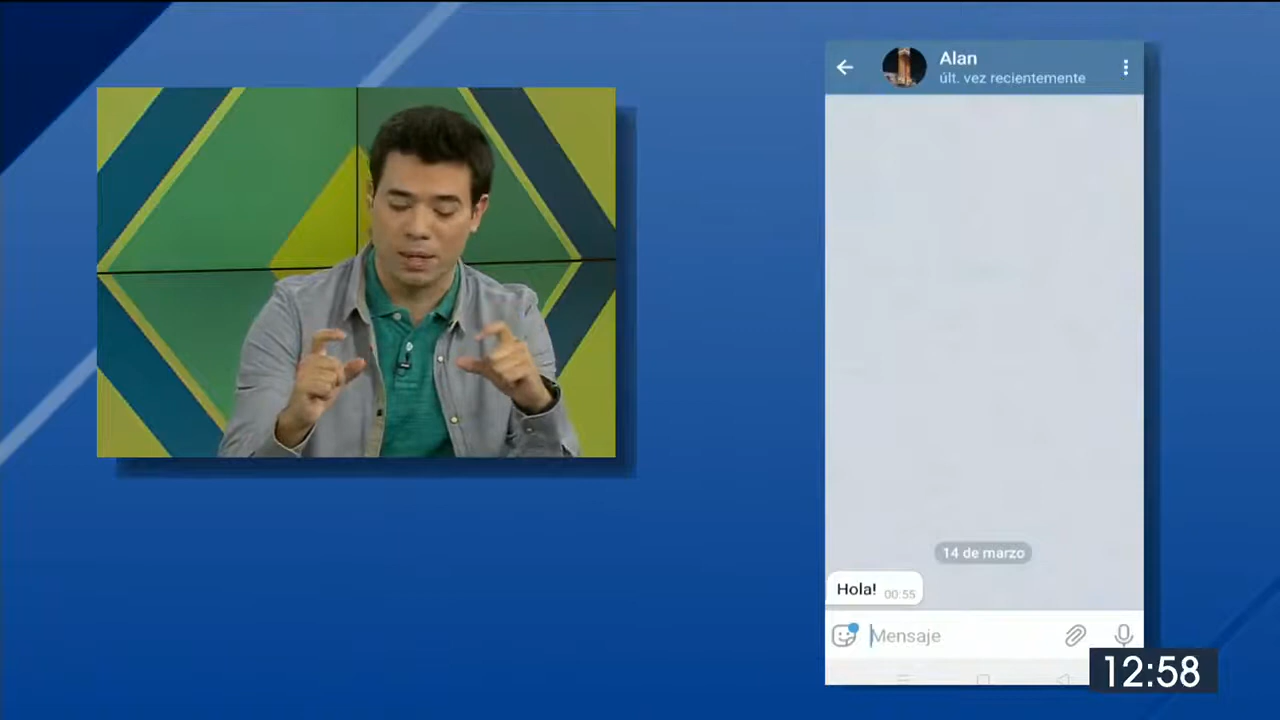 Alan
últ. vez recientemente
14 de marzo
Hola! 00:55
Mensaje
12:58